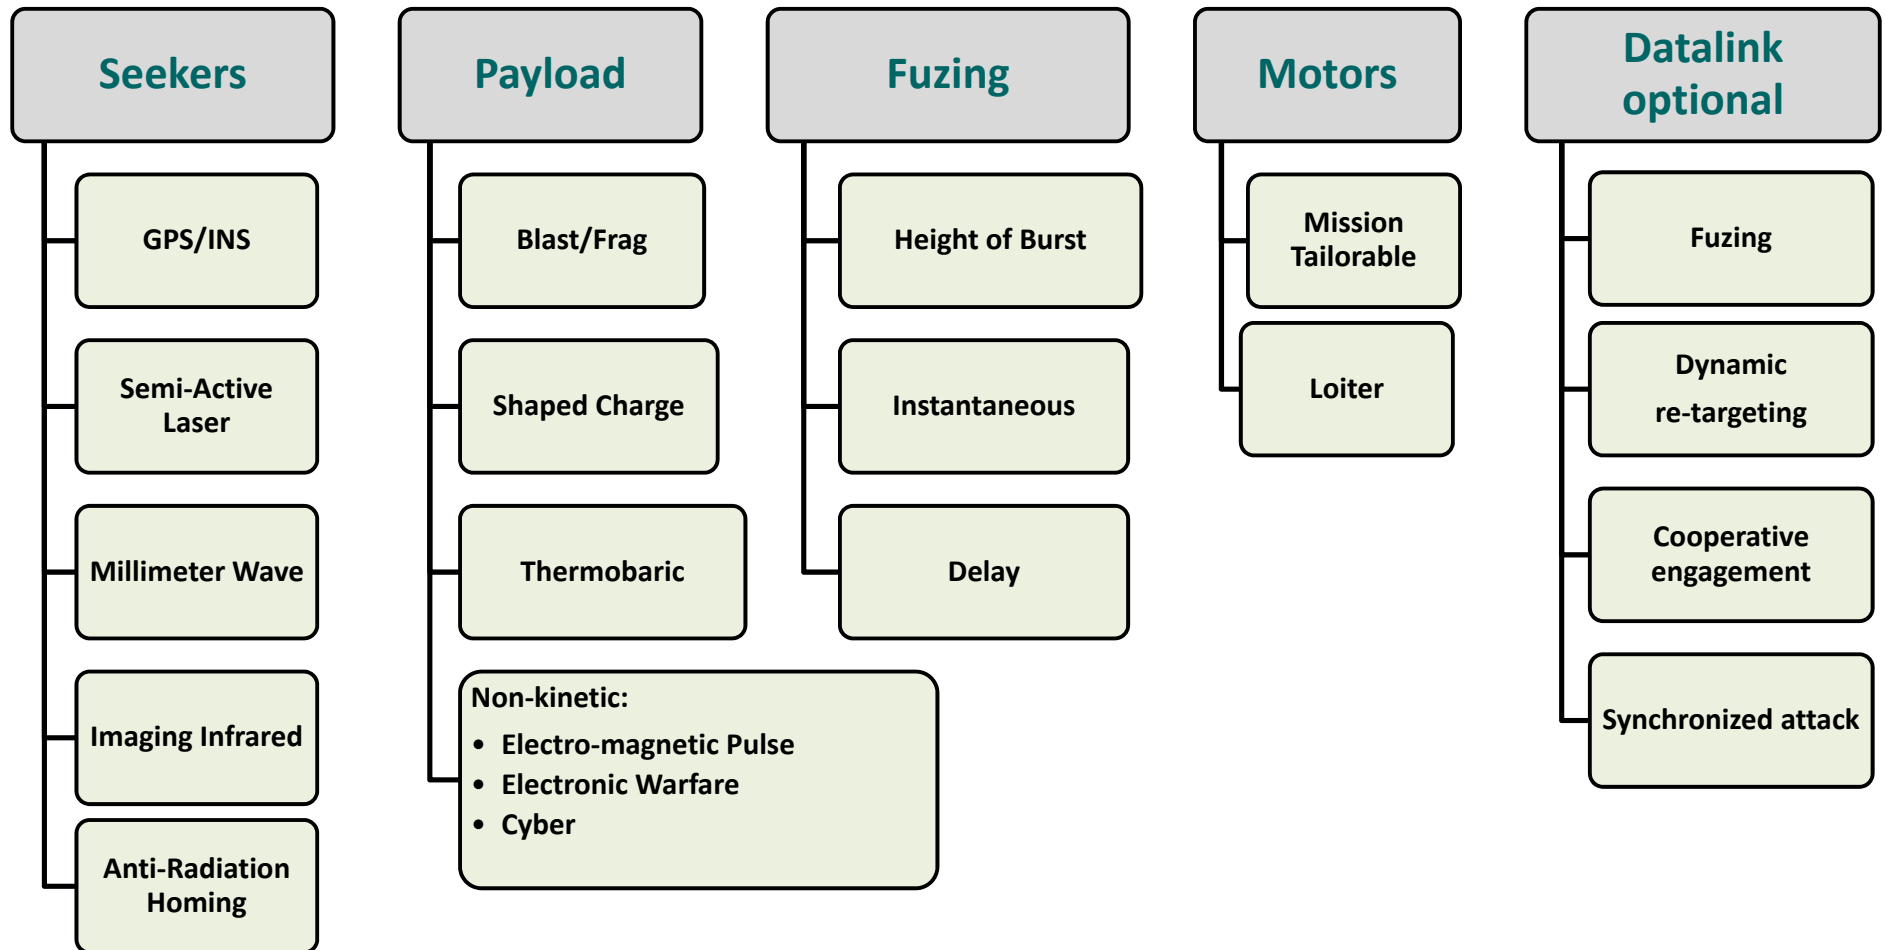 Seekers
GPS/INS
Semi-Active
Laser
Millimeter Wave
Imaging Infrared
Anti-Radiation
Homing
Payload
Blast/Frag
Shaped Charge
Thermobaric
Non-kinetic:
• Electro-magnetic Pulse
• Electronic Warfare
• Cyber
Fuzing
Height of Burst
Instantaneous
Delay
Motors
Mission
Tailorable
Loiter
Datalink
optional
Fuzing
Dynamic
re-targeting
Cooperative
engagement
Synchronized attack